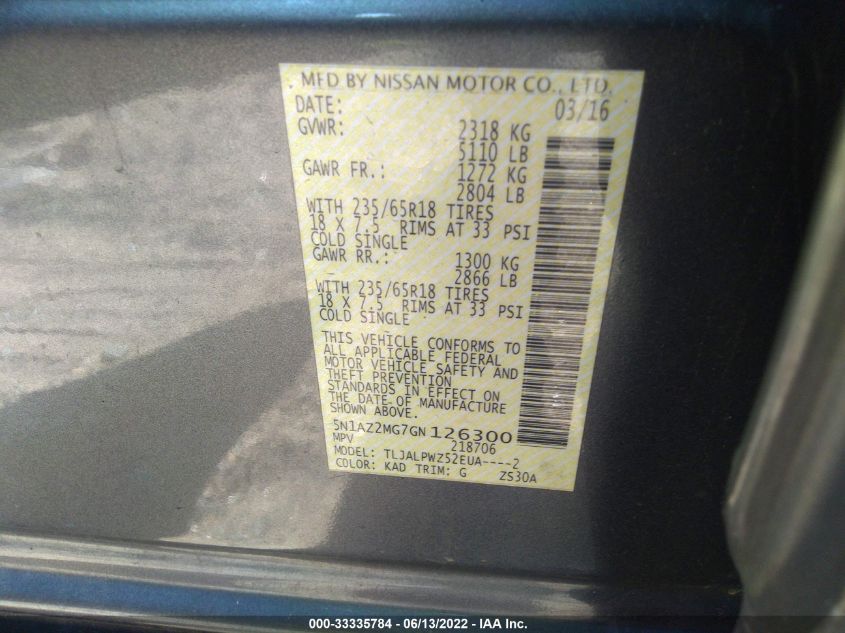 MFD BY NISSAN MOTOR CO., LTD.
DATE: 03/16
GVWR: 2318 KG
5110 LB
GAWR FR.: 1272 KG
2804 LB
WITH 235/65R18 TIRES
18 X 7.5 RIMS AT 33 PSI
COLD SINGLE
GAWR RR.: 1300 KG
2866 LB
WITH 235/65R18 TIRES
18 X 7.5 RIMS AT 33 PSI
COLD SINGLE
THIS VEHICLE CONFORMS TO
ALL APPLICABLE FEDERAL
MOTOR VEHICLE SAFETY AND
THEFT PREVENTION
STANDARDS IN EFFECT ON
THE DATE OF MANUFACTURE
SHOWN ABOVE.
5N1AZ2MG7GN 126300
MPV 218706
MODEL: TLJALPWZ52EUA----2
COLOR: KAD TRIM: G ZS30A
000-33335784 - 06/13/2022 - IAA Inc.